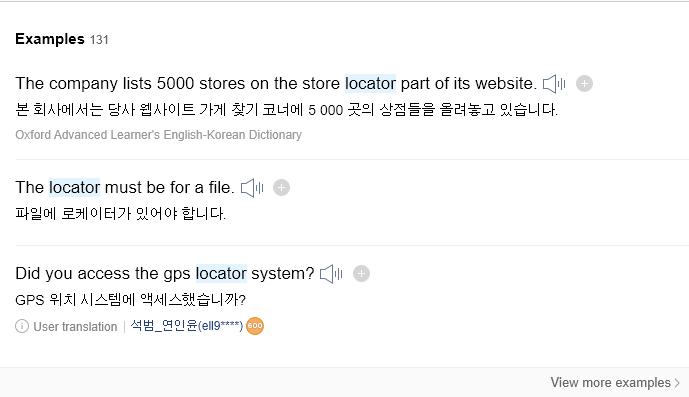 Examples 131
The company lists 5000 stores on the store locator part of its website.
본 회사에서는 당사 웹사이트 가게 찾기 코너에 5 000 곳의 상점들을 올려놓고 있습니다.
Oxford Advanced Learner's English-Korean Dictionary
The locator must be for a file.
파일에 로케이터가 있어야 합니다.
Did you access the gps locator system?
GPS 위치 시스템에 액세스했습니까?
User translation 석범_연인윤(ell9****) 600
View more examples